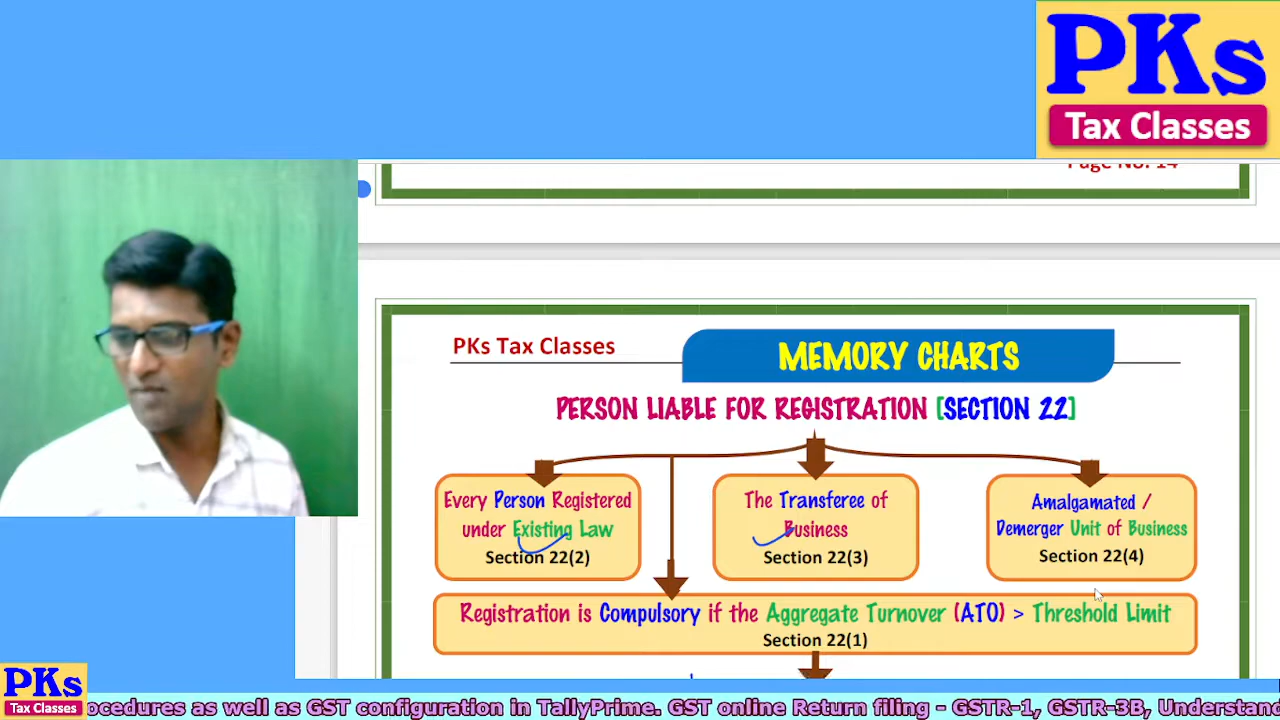 PKs
Tax Classes
Page No. 14
PKs Tax Classes
MEMORY CHARTS
PERSON LIABLE FOR REGISTRATION [SECTION 22]
Every Person Registered
under Existing Law
Section 22(2)
The Transferee of
Business
Section 22(3)
Amalgamated /
Demerger Unit of Business
Section 22(4)
Registration is Compulsory if the Aggregate Turnover (ATO) > Threshold Limit
Section 22(1)
PKs
Tax Classes
ocedures as well as GST configuration in TallyPrime. GST online Return filing - GSTR-1, GSTR-3B, Understand